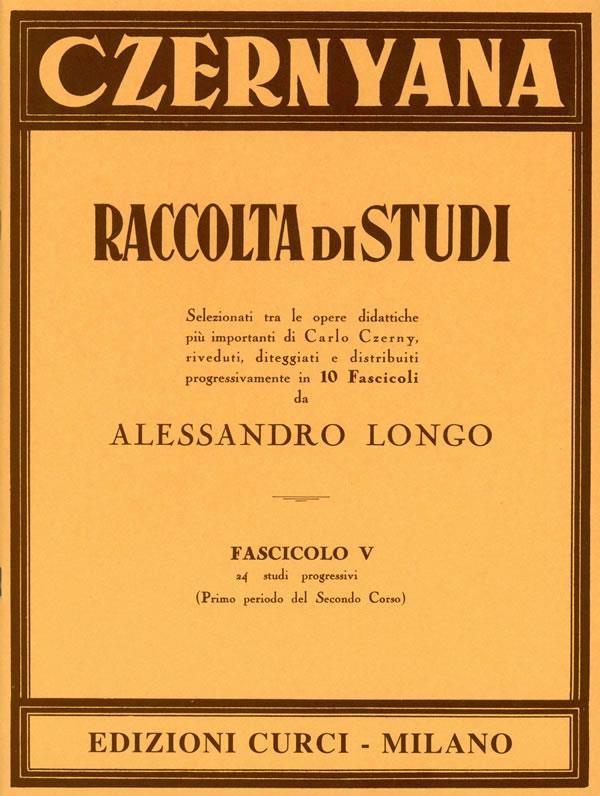 CZERNYANA
RACCOLTA DI STUDI
Selezionati tra le opere didattiche
più importanti di Carlo Czerny,
riveduti, diteggiati e distribuiti
progressivamente in 10 Fascicoli
da
ALESSANDRO LONGO
FASCICOLO V
24 studi progressivi
(Primo periodo del Secondo Corso)
EDIZIONI CURCI - MILANO